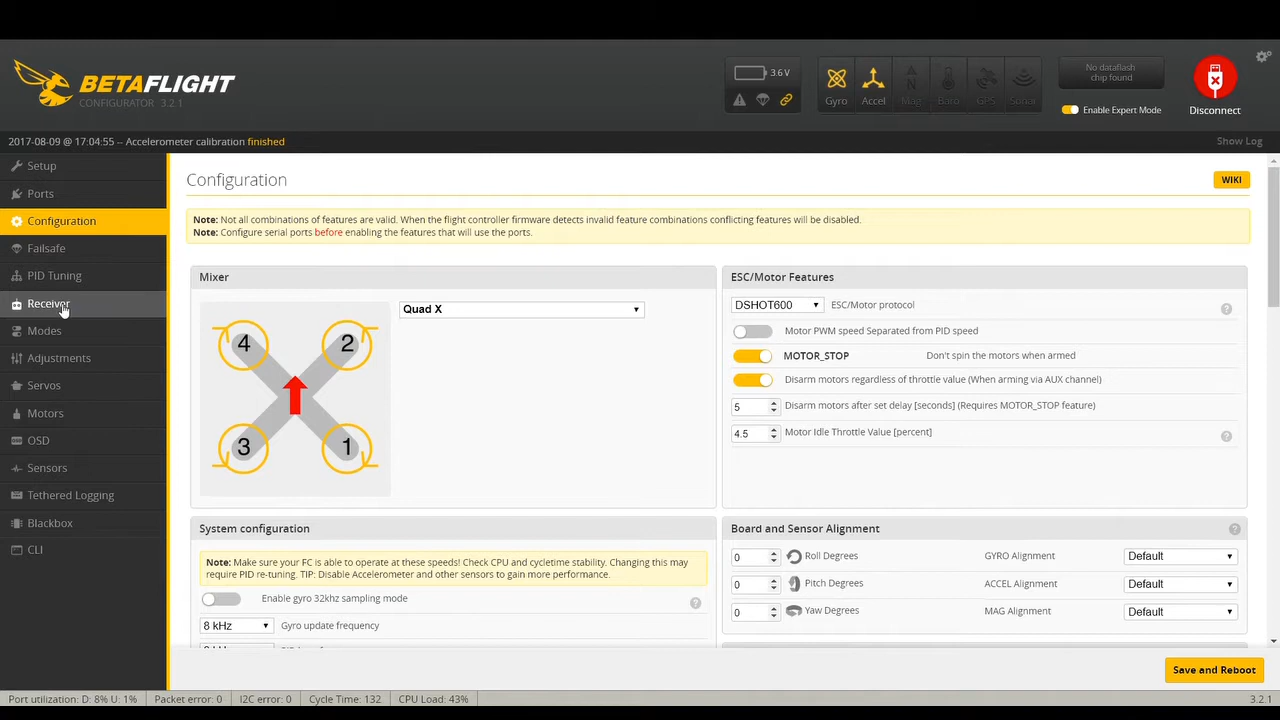 BETAFLIGHT
CONFIGURATOR 3.2.1
3.6 V
Gyro
Accel
Mag
Baro
GPS
Sonar
No dataflash
chip found
Enable Expert Mode
Disconnect
2017-08-09 @ 17:04:55 -- Accelerometer calibration finished
Show Log
Setup
Ports
Configuration
Failsafe
PID Tuning
Receiver
Modes
Adjustments
Servos
Motors
OSD
Sensors
Tethered Logging
Blackbox
CLI
Configuration
WIKI
Note: Not all combinations of features are valid. When the flight controller firmware detects invalid feature combinations conflicting features will be disabled.
Note: Configure serial ports before enabling the features that will use the ports.
Mixer
4
2
3
1
Quad X
ESC/Motor Features
DSHOT600 ESC/Motor protocol
Motor PWM speed Separated from PID speed
MOTOR_STOP Don't spin the motors when armed
Disarm motors regardless of throttle value (When arming via AUX channel)
5 Disarm motors after set delay [seconds] (Requires MOTOR_STOP feature)
4.5 Motor Idle Throttle Value [percent]
System configuration
Note: Make sure your FC is able to operate at these speeds! Check CPU and cycletime stability. Changing this may
require PID re-tuning. TIP: Disable Accelerometer and other sensors to gain more performance.
Enable gyro 32khz sampling mode
8 kHz Gyro update frequency
Board and Sensor Alignment
0 Roll Degrees GYRO Alignment Default
0 Pitch Degrees ACCEL Alignment Default
0 Yaw Degrees MAG Alignment Default
Save and Reboot
Port utilization: D: 8% U: 1% Packet error: 0 I2C error: 0 Cycle Time: 132 CPU Load: 43% 3.2.1